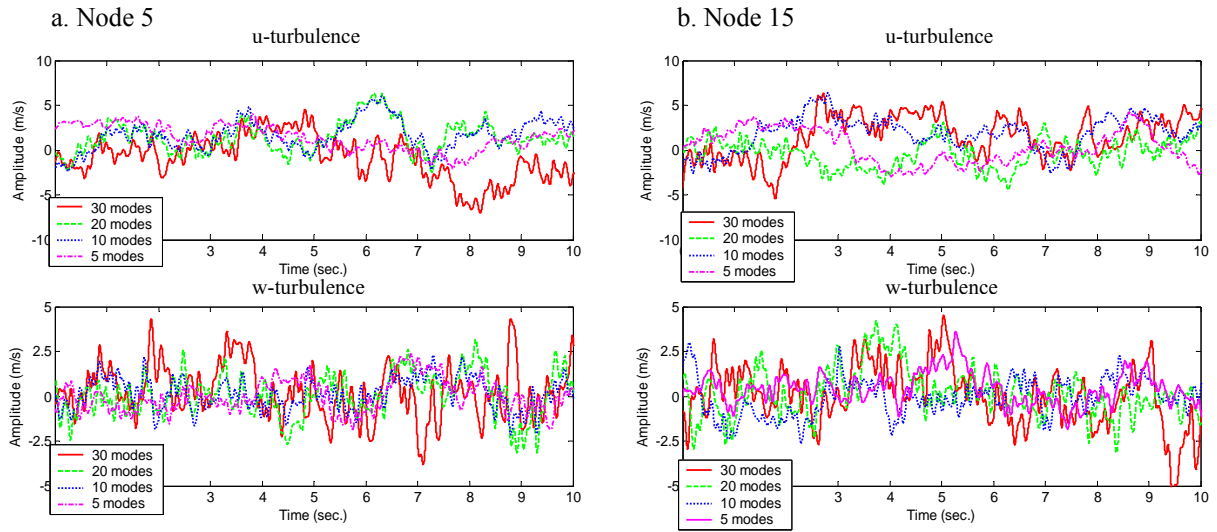 a. Node 5
u-turbulence
10
5
0
-5
-10
Amplitude (m/s)
30 modes
20 modes
10 modes
5 modes
3 4 5 6 7 8 9 10
Time (sec.)
w-turbulence
5
2.5
0
-2.5
-5
Amplitude (m/s)
30 modes
20 modes
10 modes
5 modes
3 4 5 6 7 8 9 10
Time (sec.)
b. Node 15
u-turbulence
10
5
0
-5
-10
Amplitude (m/s)
30 modes
20 modes
10 modes
5 modes
3 4 5 6 7 8 9 10
Time (sec.)
w-turbulence
5
2.5
0
-2.5
-5
Amplitude (m/s)
30 modes
20 modes
10 modes
5 modes
3 4 5 6 7 8 9 10
Time (sec.)